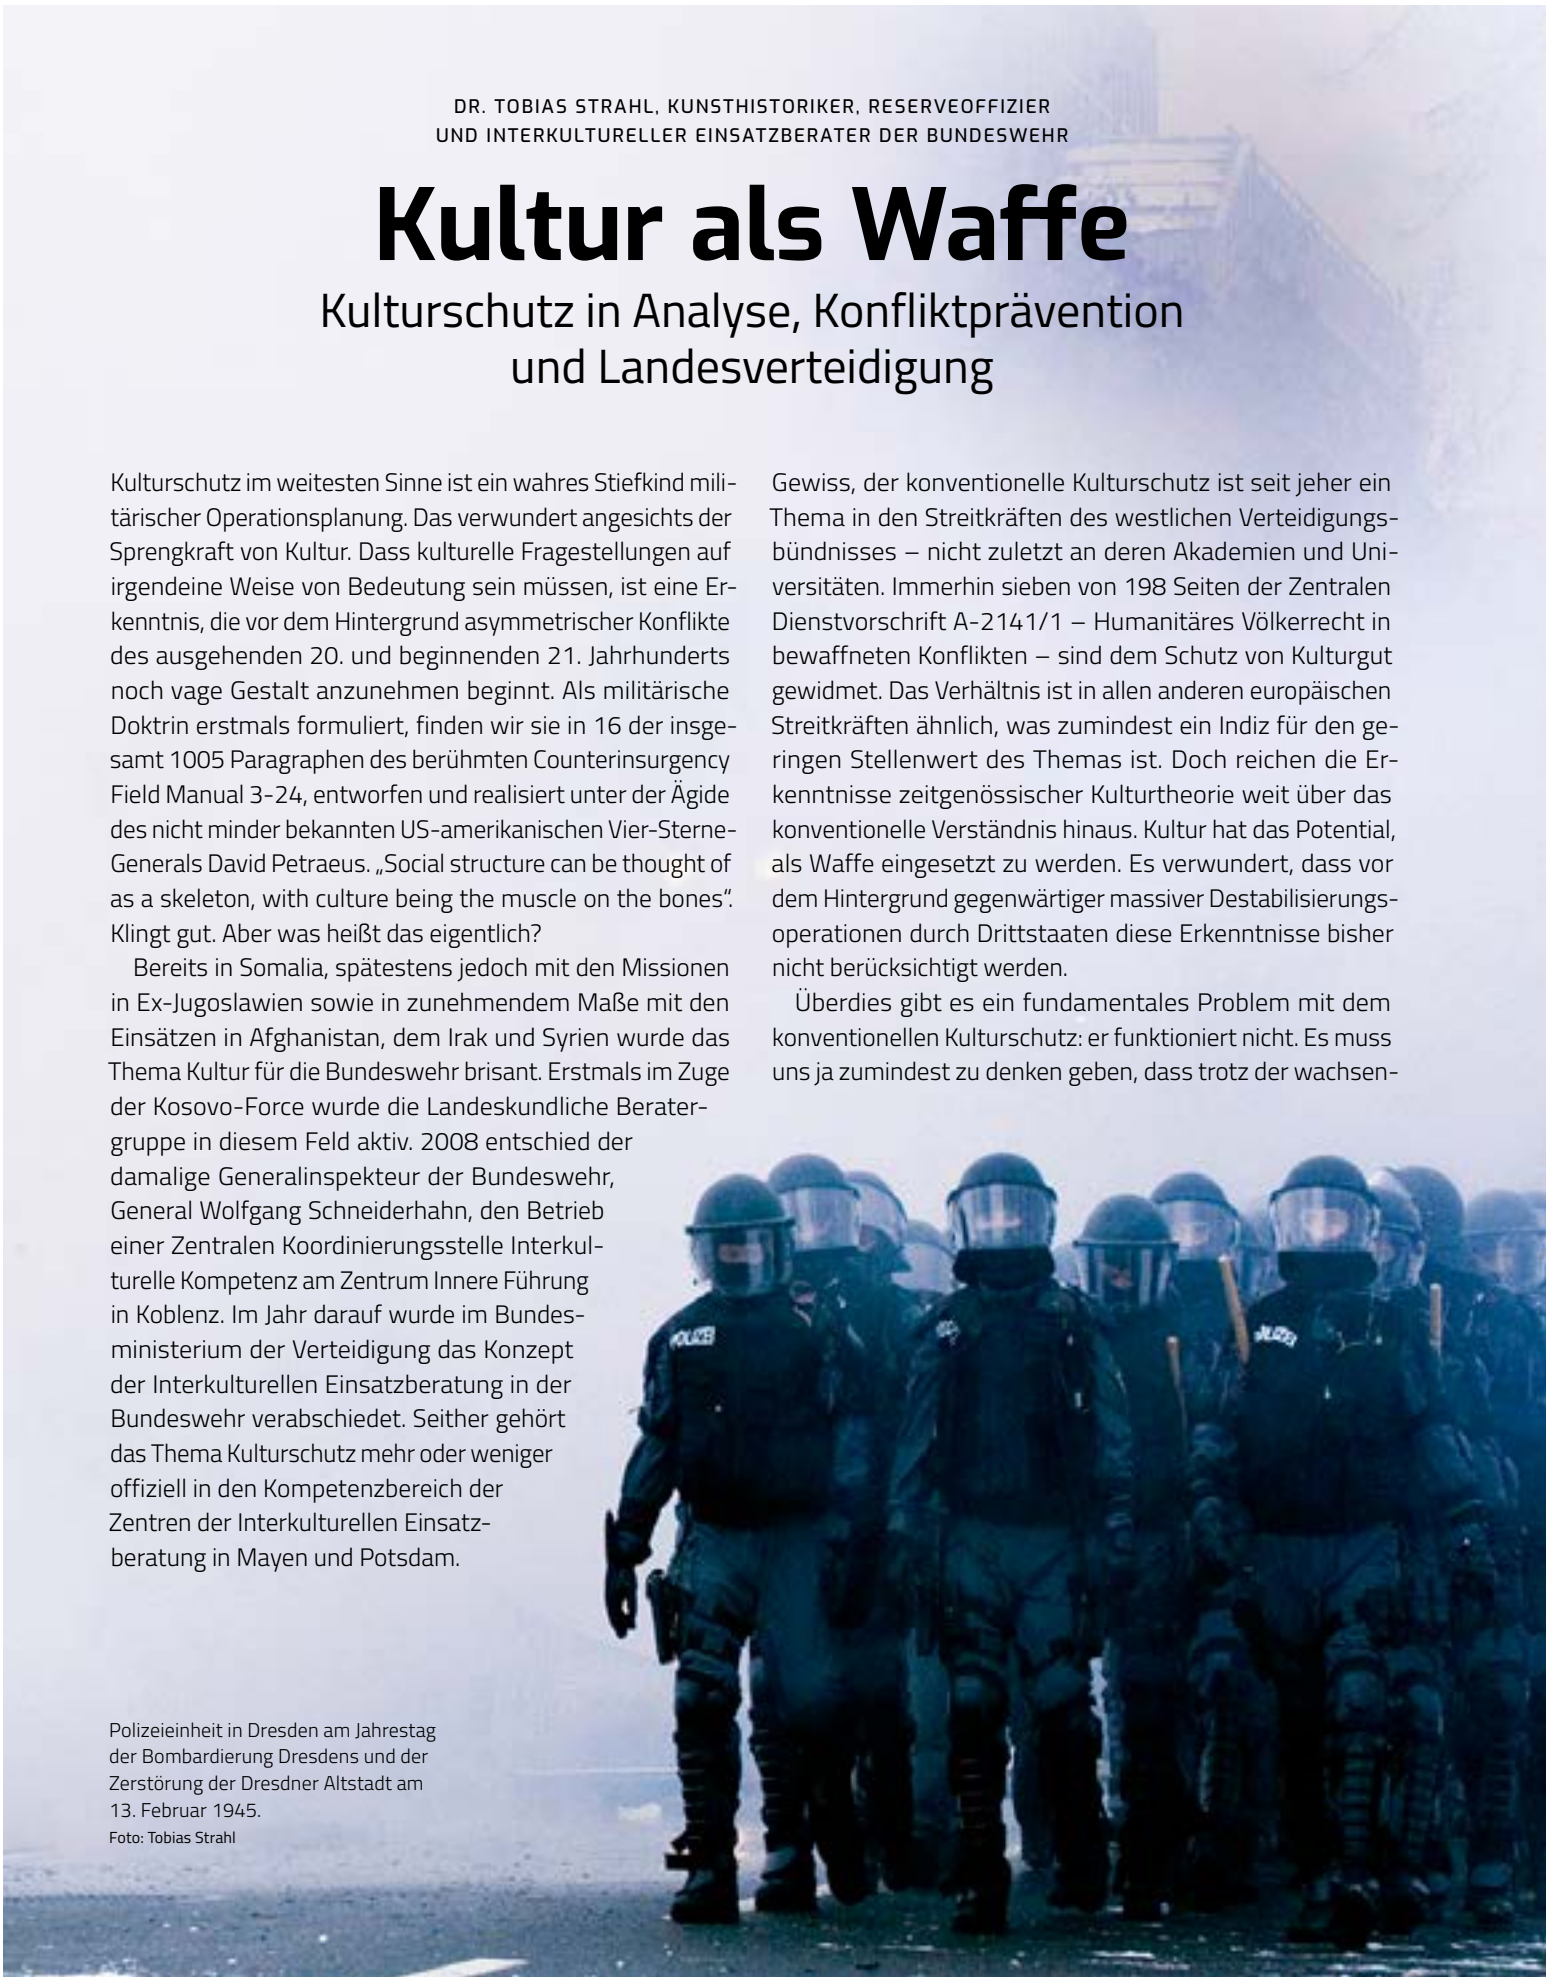 DR. TOBIAS STRAHL, KUNSTHISTORIKER, RESERVEOFFIZIER
UND INTERKULTURELLER EINSATZBERATER DER BUNDESWEHR
Kultur als Waffe
Kulturschutz in Analyse, Konfliktprävention
und Landesverteidigung
Kulturschutz im weitesten Sinne ist ein wahres Stiefkind mili-
tärischer Operationsplanung. Das verwundert angesichts der
Sprengkraft von Kultur. Dass kulturelle Fragestellungen auf
irgendeine Weise von Bedeutung sein müssen, ist eine Er-
kenntnis, die vor dem Hintergrund asymmetrischer Konflikte
des ausgehenden 20. und beginnenden 21. Jahrhunderts
noch vage Gestalt anzunehmen beginnt. Als militärische
Doktrin erstmals formuliert, finden wir sie in 16 der insge-
samt 1005 Paragraphen des berühmten Counterinsurgency
Field Manual 3-24, entworfen und realisiert unter der Ägide
des nicht minder bekannten US-amerikanischen Vier-Sterne-
Generals David Petraeus. „Social structure can be thought of
as a skeleton, with culture being the muscle on the bones“.
Klingt gut. Aber was heißt das eigentlich?
Bereits in Somalia, spätestens jedoch mit den Missionen
in Ex-Jugoslawien sowie in zunehmendem Maße mit den
Einsätzen in Afghanistan, dem Irak und Syrien wurde das
Thema Kultur für die Bundeswehr brisant. Erstmals im Zuge
der Kosovo-Force wurde die Landeskundliche Berater-
gruppe in diesem Feld aktiv. 2008 entschied der
damalige Generalinspekteur der Bundeswehr,
General Wolfgang Schneiderhahn, den Betrieb
einer Zentralen Koordinierungsstelle Interkul-
turelle Kompetenz am Zentrum Innere Führung
in Koblenz. Im Jahr darauf wurde im Bundes-
ministerium der Verteidigung das Konzept
der Interkulturellen Einsatzberatung in der
Bundeswehr verabschiedet. Seither gehört
das Thema Kulturschutz mehr oder weniger
offiziell in den Kompetenzbereich der
Zentren der Interkulturellen Einsatz-
beratung in Mayen und Potsdam.
Gewiss, der konventionelle Kulturschutz ist seit jeher ein
Thema in den Streitkräften des westlichen Verteidigungs-
bündnisses – nicht zuletzt an deren Akademien und Uni-
versitäten. Immerhin sieben von 198 Seiten der Zentralen
Dienstvorschrift A-2141/1 – Humanitäres Völkerrecht in
bewaffneten Konflikten – sind dem Schutz von Kulturgut
gewidmet. Das Verhältnis ist in allen anderen europäischen
Streitkräften ähnlich, was zumindest ein Indiz für den ge-
ringen Stellenwert des Themas ist. Doch reichen die Er-
kenntnisse zeitgenössischer Kulturtheorie weit über das
konventionelle Verständnis hinaus. Kultur hat das Potential,
als Waffe eingesetzt zu werden. Es verwundert, dass vor
dem Hintergrund gegenwärtiger massiver Destabilisierungs-
operationen durch Drittstaaten diese Erkenntnisse bisher
nicht berücksichtigt werden.
Überdies gibt es ein fundamentales Problem mit dem
konventionellen Kulturschutz: er funktioniert nicht. Es muss
uns ja zumindest zu denken geben, dass trotz der wachsen-
POLIZEI
Polizeieinheit in Dresden am Jahrestag
der Bombardierung Dresdens und der
Zerstörung der Dresdner Altstadt am
13. Februar 1945.
Foto: Tobias Strahl